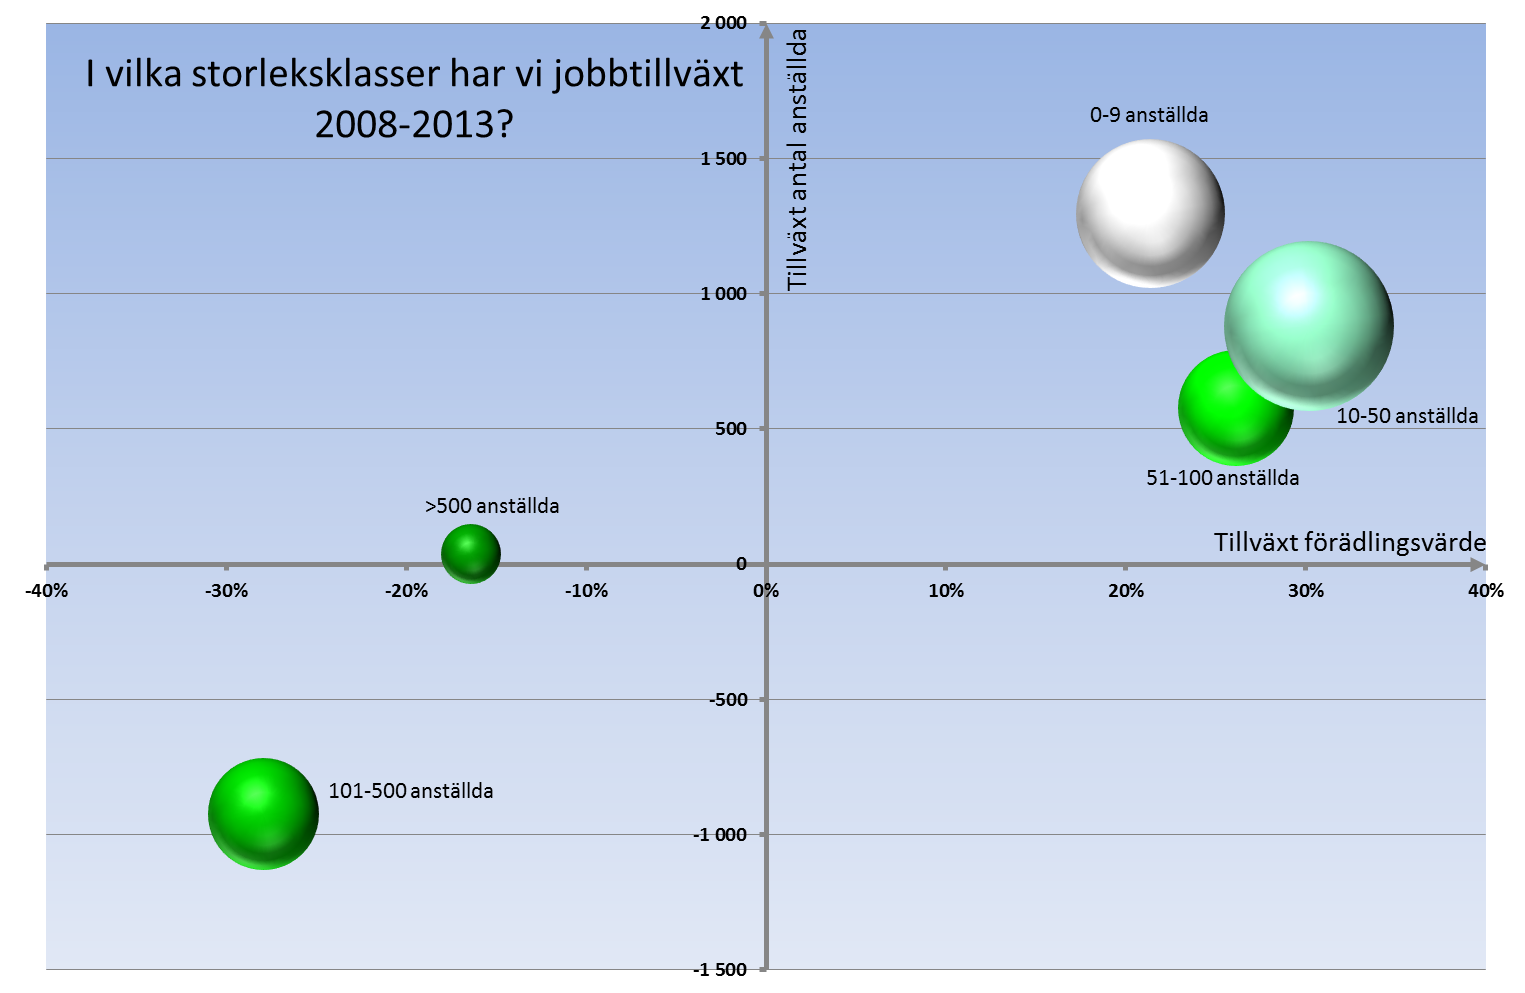 I vilka storleksklasser har vi jobbtillväxt
2008-2013?
Tillväxt antal anställda
2 000
1 500
1 000
500
0
-500
-1 000
-1 500
0-9 anställda
10-50 anställda
51-100 anställda
>500 anställda
Tillväxt förädlingsvärde
-40%
-30%
-20%
-10%
0%
10%
20%
30%
40%
101-500 anställda